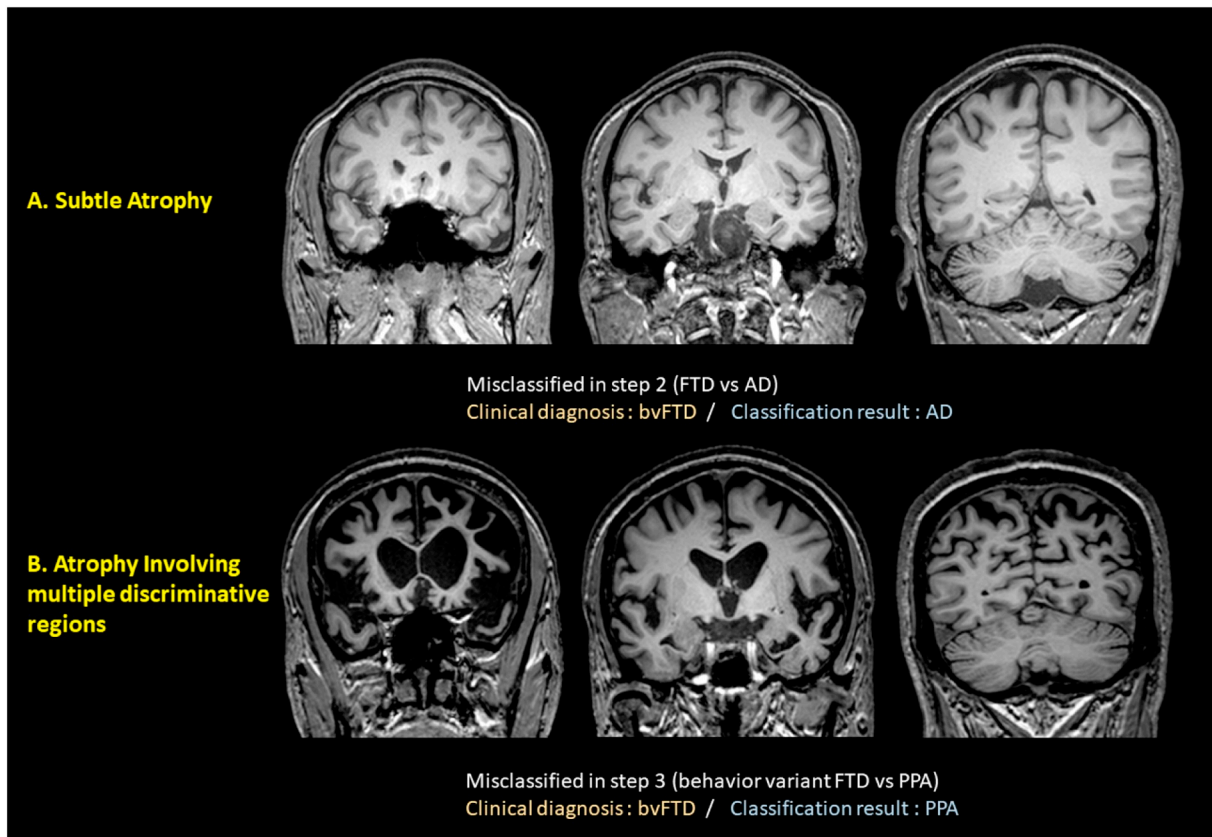 A. Subtle Atrophy
Misclassified in step 2 (FTD vs AD)
Clinical diagnosis : bvFTD / Classification result : AD
B. Atrophy Involving
multiple discriminative
regions
Misclassified in step 3 (behavior variant FTD vs PPA)
Clinical diagnosis : bvFTD / Classification result : PPA